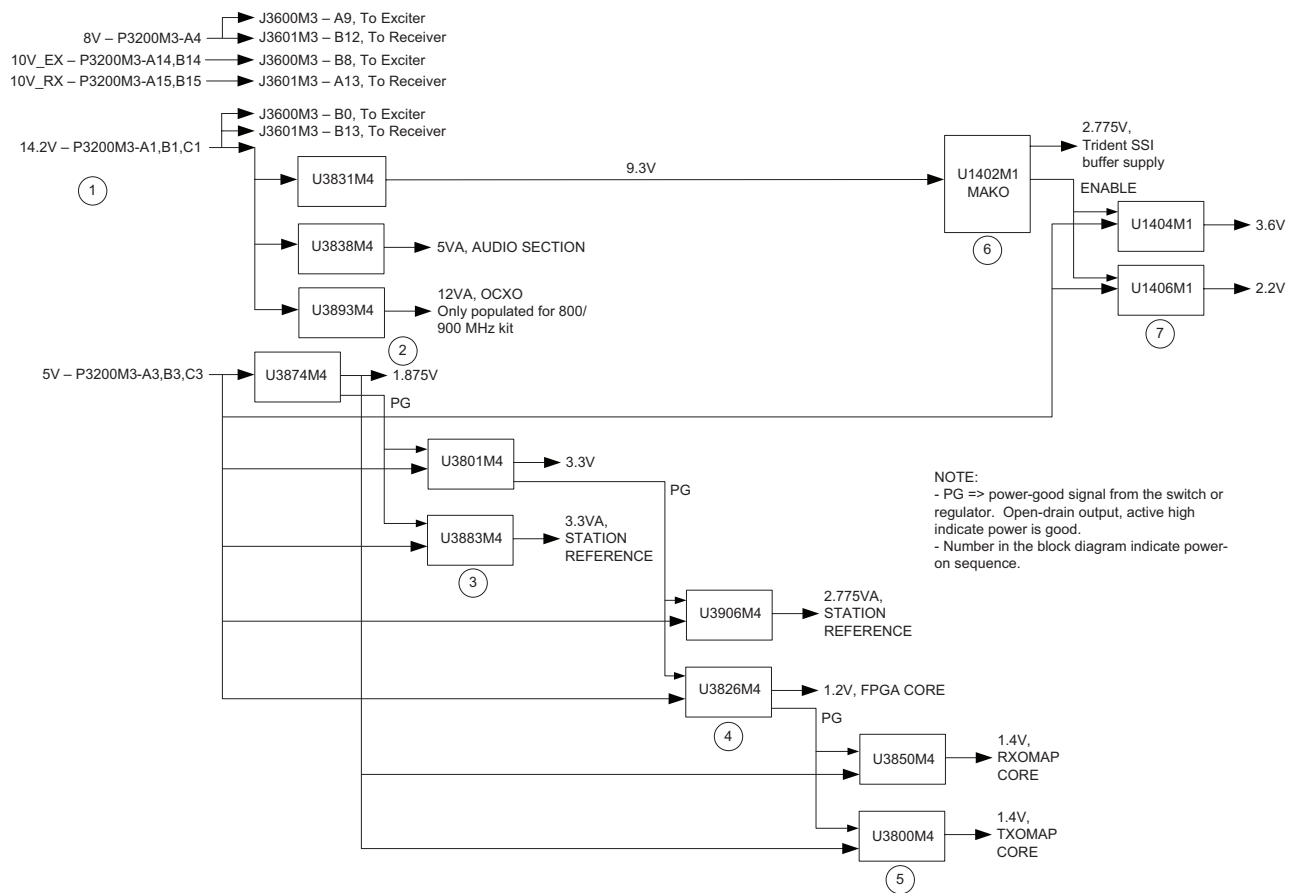 J3600M3 – A9, To Exciter
8V – P3200M3-A4
J3601M3 – B12, To Receiver
10V_EX – P3200M3-A14,B14
J3600M3 – B8, To Exciter
10V_RX – P3200M3-A15,B15
J3601M3 – A13, To Receiver
J3600M3 – B0, To Exciter
J3601M3 – B13, To Receiver
14.2V – P3200M3-A1,B1,C1
1
U3831M4
9.3V
U1402M1
MAKO
6
2.775V,
Trident SSI
buffer supply
ENABLE
U1404M1
3.6V
U1406M1
2.2V
7
U3838M4
5VA, AUDIO SECTION
U3893M4
12VA, OCXO
Only populated for 800/
900 MHz kit
2
5V – P3200M3-A3,B3,C3
U3874M4
1.875V
PG
U3801M4
3.3V
PG
U3883M4
3.3VA,
STATION
REFERENCE
3
NOTE:
- PG => power-good signal from the switch or
regulator. Open-drain output, active high
indicate power is good.
- Number in the block diagram indicate power-
on sequence.
U3906M4
2.775VA,
STATION
REFERENCE
U3826M4
1.2V, FPGA CORE
4
PG
U3850M4
1.4V,
RXOMAP
CORE
U3800M4
1.4V,
TXOMAP
CORE
5